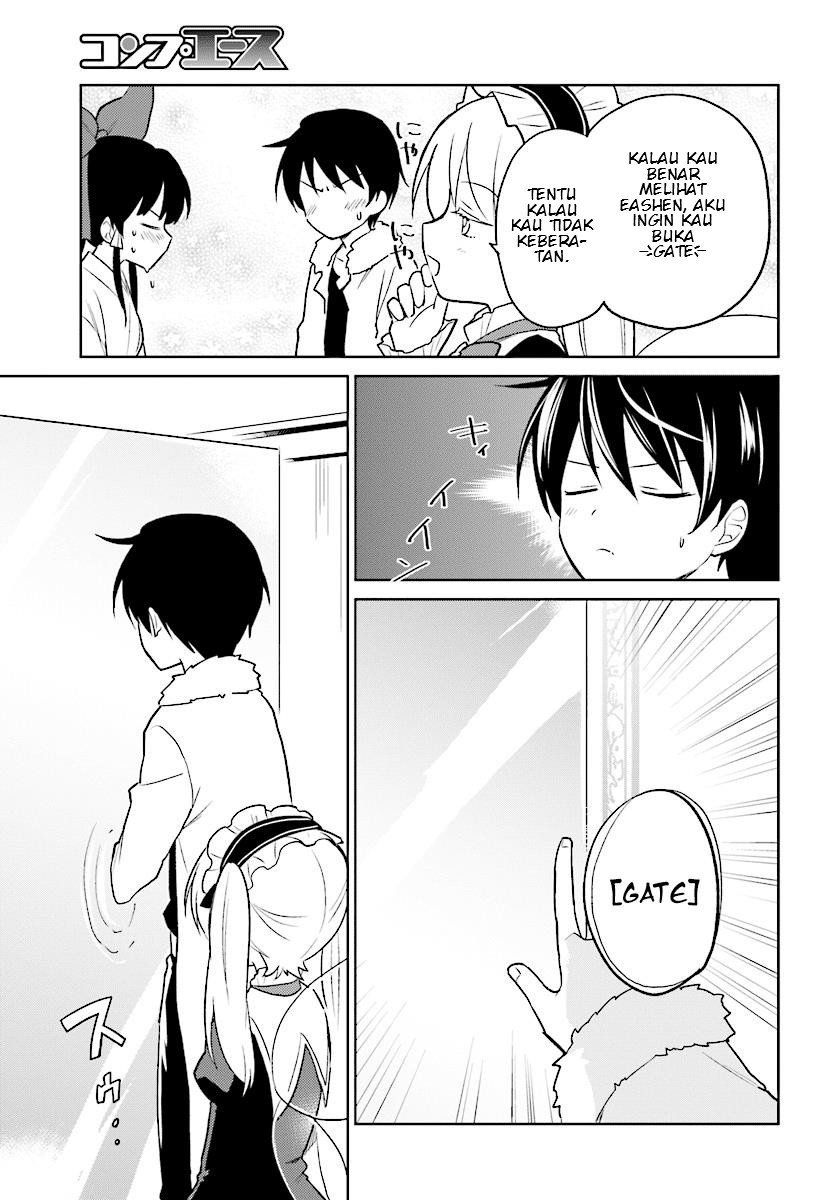 コンプエース
KALAU KAU
BENAR
MELIHAT
EASHEN, AKU
INGIN KAU
BUKA
-GATE-
TENTU
KALAU
KAU TIDAK
KEBERA-
TAN.
にやにや
キィィイン
[GATE]
スゥ...